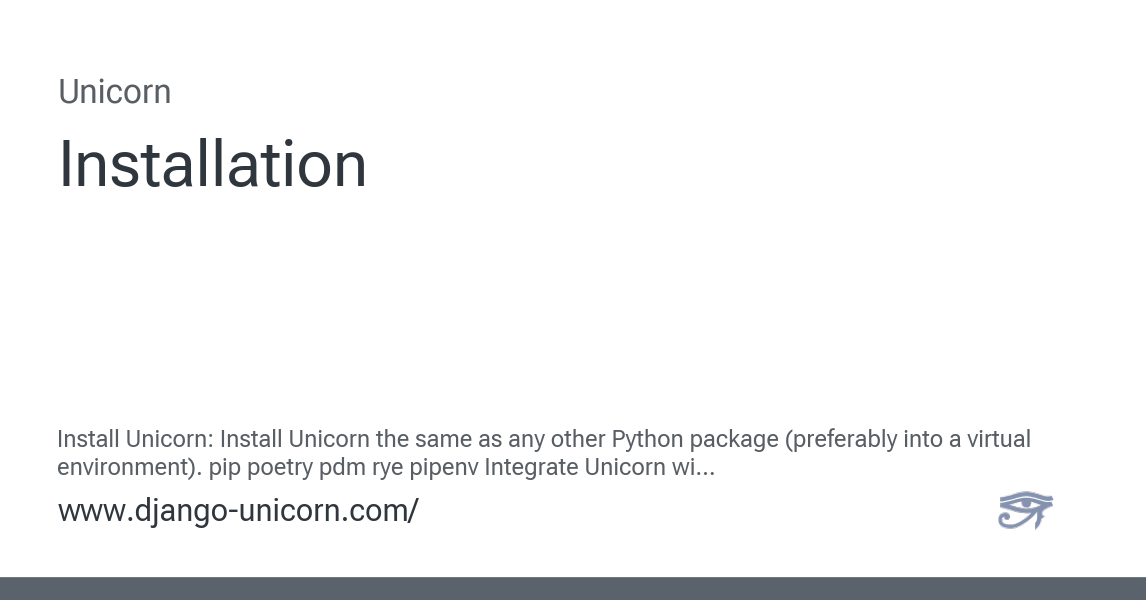 Unicorn
Installation
Install Unicorn: Install Unicorn the same as any other Python package (preferably into a virtual
environment). pip poetry pdm rye pipenv Integrate Unicorn wi...
www.django-unicorn.com/